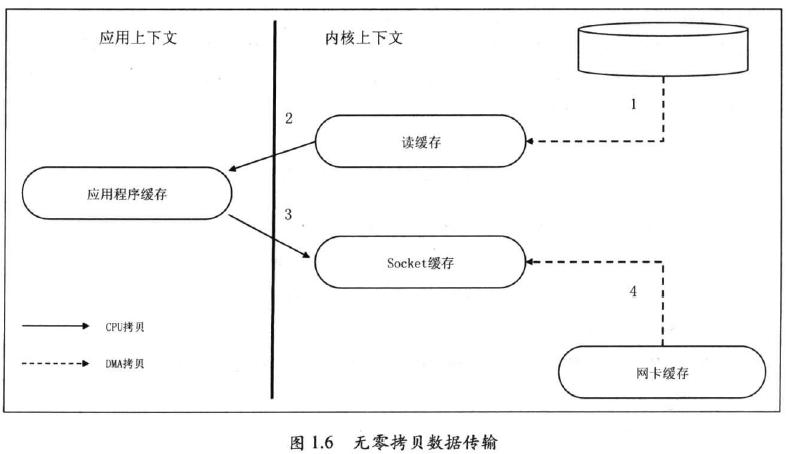 应用上下文
内核上下文
1
2
读缓存
应用程序缓存
3
Socket缓存
4
CPU拷贝
DMA拷贝
网卡缓存
图 1.6 无零拷贝数据传输